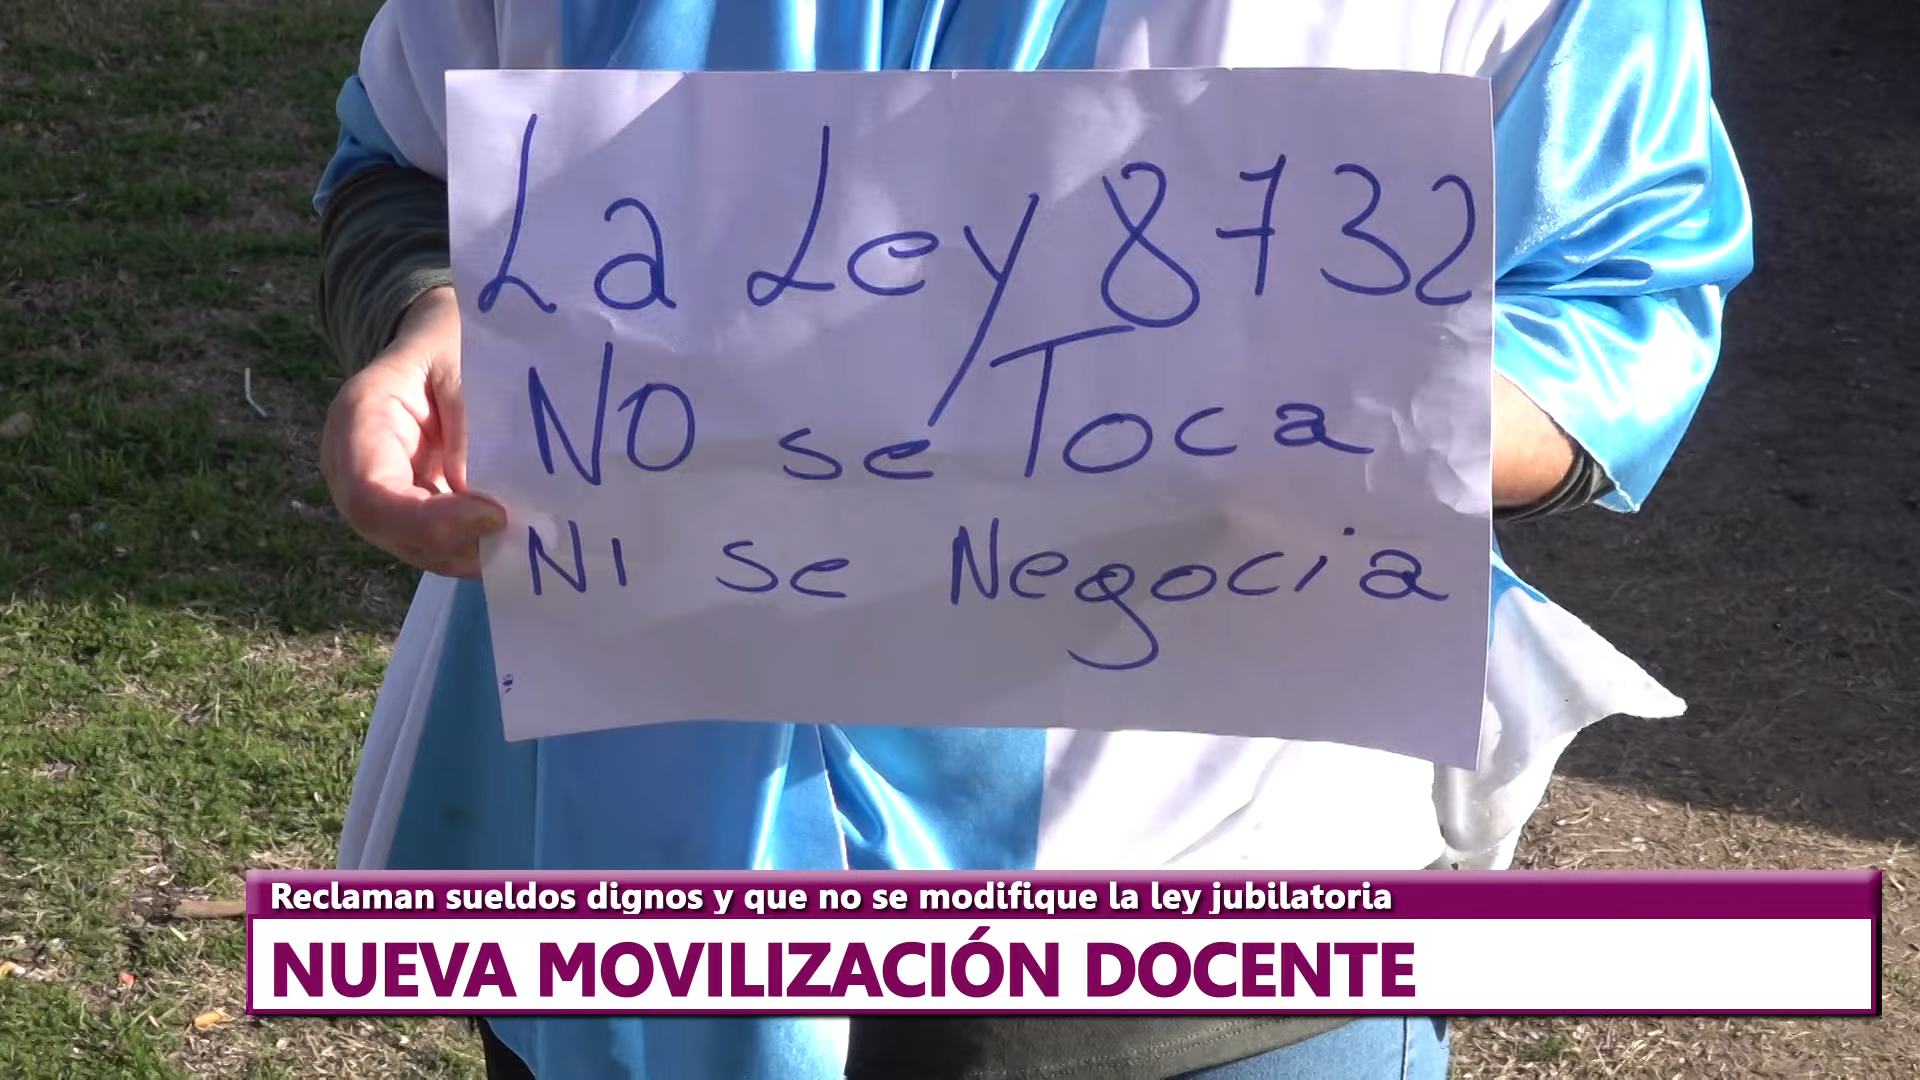 La Ley 8732
NO se Toca
NI se Negocia
Reclaman sueldos dignos y que no se modifique la ley jubilatoria
NUEVA MOVILIZACIÓN DOCENTE